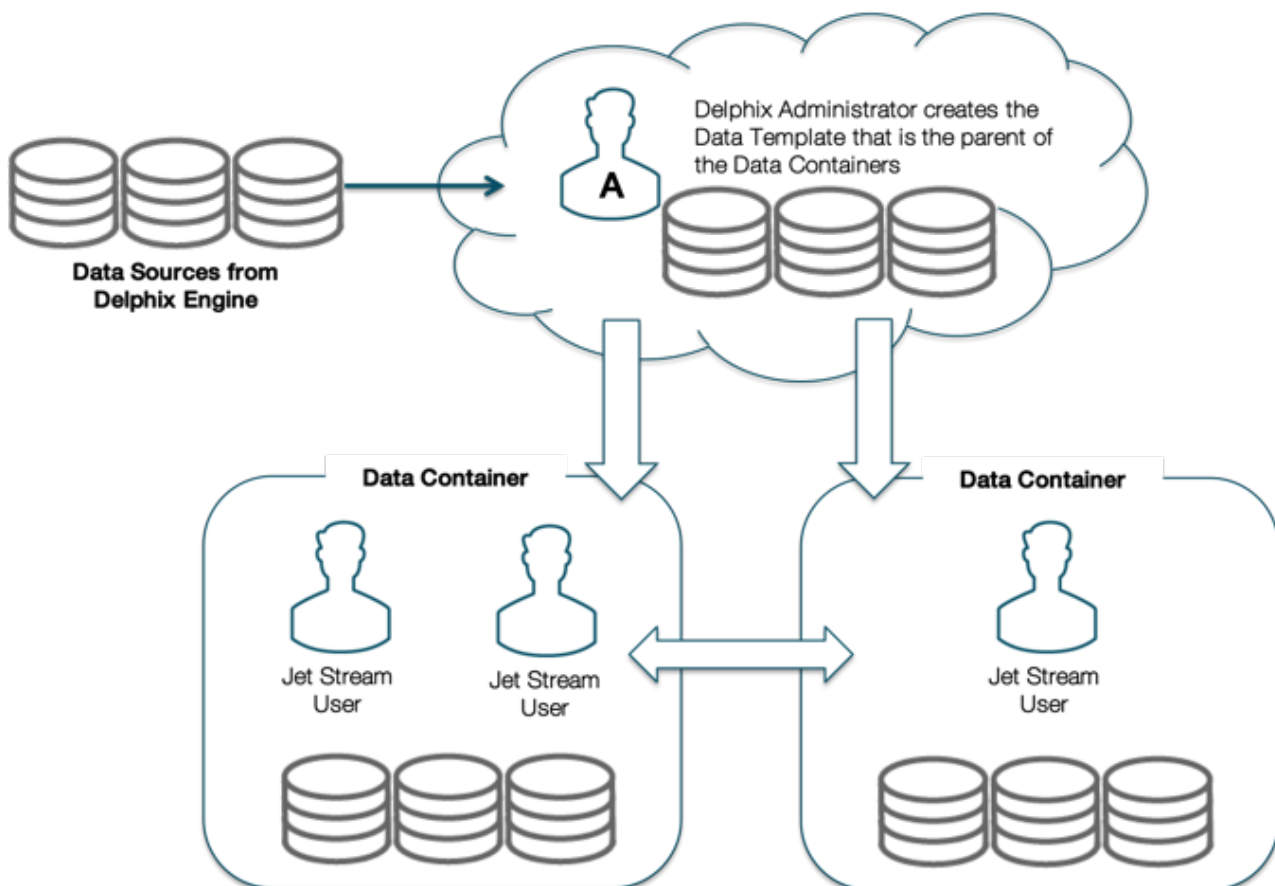 Delphix Administrator creates the
Data Template that is the parent of
the Data Containers
A
Data Sources from
Delphix Engine
Data Container
Data Container
Jet Stream
User
Jet Stream
User
Jet Stream
User